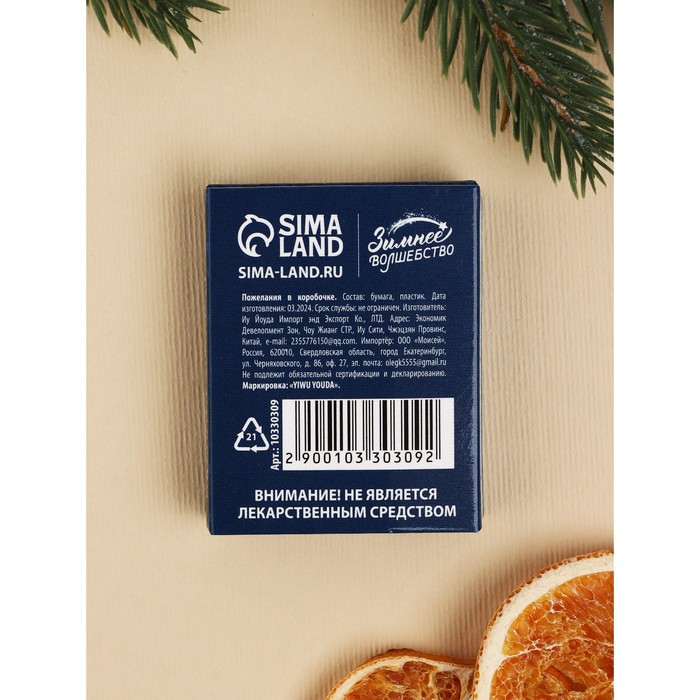 SIMA
LAND
SIMA-LAND.RU
Зимнее
ВОЛШЕБСТВО
Пожелания в коробочке. Состав: бумага, пластик. Дата
изготовления: 03.2024. Срок службы: не ограничен. Изготовитель:
Иу Йоуда Импорт энд Экспорт Ко., ЛТД. Адрес: Экономик
Девелопмент Зон, Чоу Жианг СТР., Иу Сити, Чжэцзян Провинс,
Китай, e-mail: 2355776150@qq.com. Импортёр: ООО «Моисей»,
Россия, 620010, Свердловская область, город Екатеринбург,
ул. Черняховского, д. 86, оф. 27, эл. почта: olegk5555@gmail.ru
Не подлежит обязательной сертификации и декларированию.
Маркировка: «YIWU YOUDA».
21
Арт.: 10330309
2 900103 303092
ВНИМАНИЕ! НЕ ЯВЛЯЕТСЯ
ЛЕКАРСТВЕННЫМ СРЕДСТВОМ